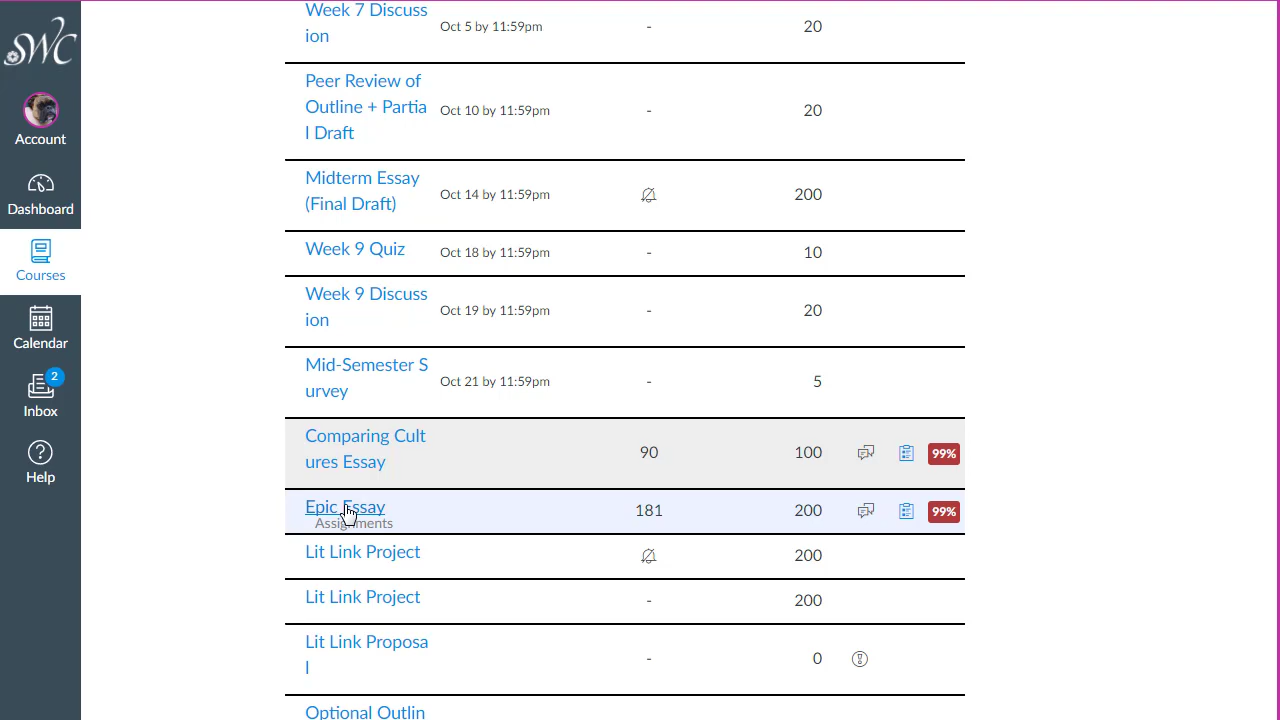 SWC
Account
Dashboard
Courses
Calendar
2
Inbox
Help
Week 7 Discuss
ion
Oct 5 by 11:59pm - 20
Peer Review of
Outline + Partia
l Draft
Oct 10 by 11:59pm - 20
Midterm Essay
(Final Draft)
Oct 14 by 11:59pm 200
Week 9 Quiz Oct 18 by 11:59pm - 10
Week 9 Discuss
ion
Oct 19 by 11:59pm - 20
Mid-Semester S
urvey
Oct 21 by 11:59pm - 5
Comparing Cult
ures Essay
90 100 99%
Epic Essay 181 200 99%
Assignments
Lit Link Project 200
Lit Link Project - 200
Lit Link Proposa
l
- 0
Optional Outlin